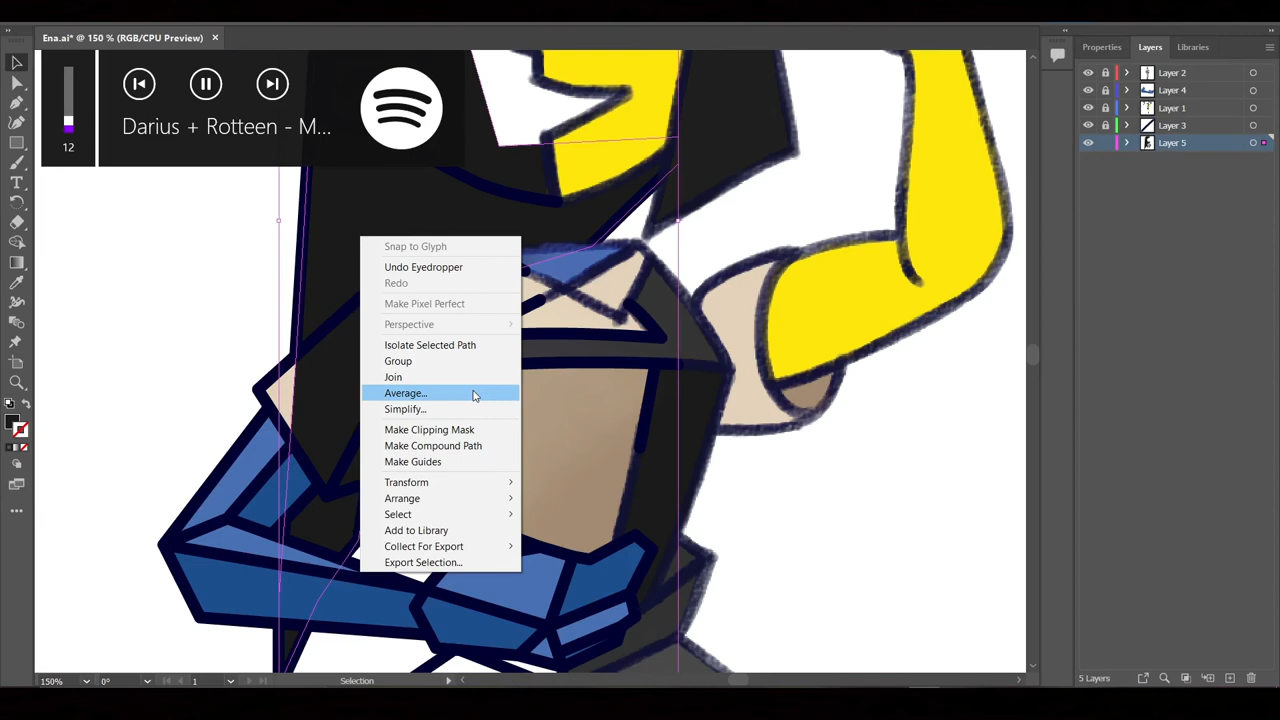 Ena.ai* @ 150 % (RGB/CPU Preview)
Properties
Layers
Libraries
Layer 2
Layer 4
Layer 1
Layer 3
Layer 5
Darius + Rotteen - M...
12
Snap to Glyph
Undo Eyedropper
Redo
Make Pixel Perfect
Perspective
Isolate Selected Path
Group
Join
Average...
Simplify...
Make Clipping Mask
Make Compound Path
Make Guides
Transform
Arrange
Select
Add to Library
Collect For Export
Export Selection...
150%
0°
1
Selection
5 Layers